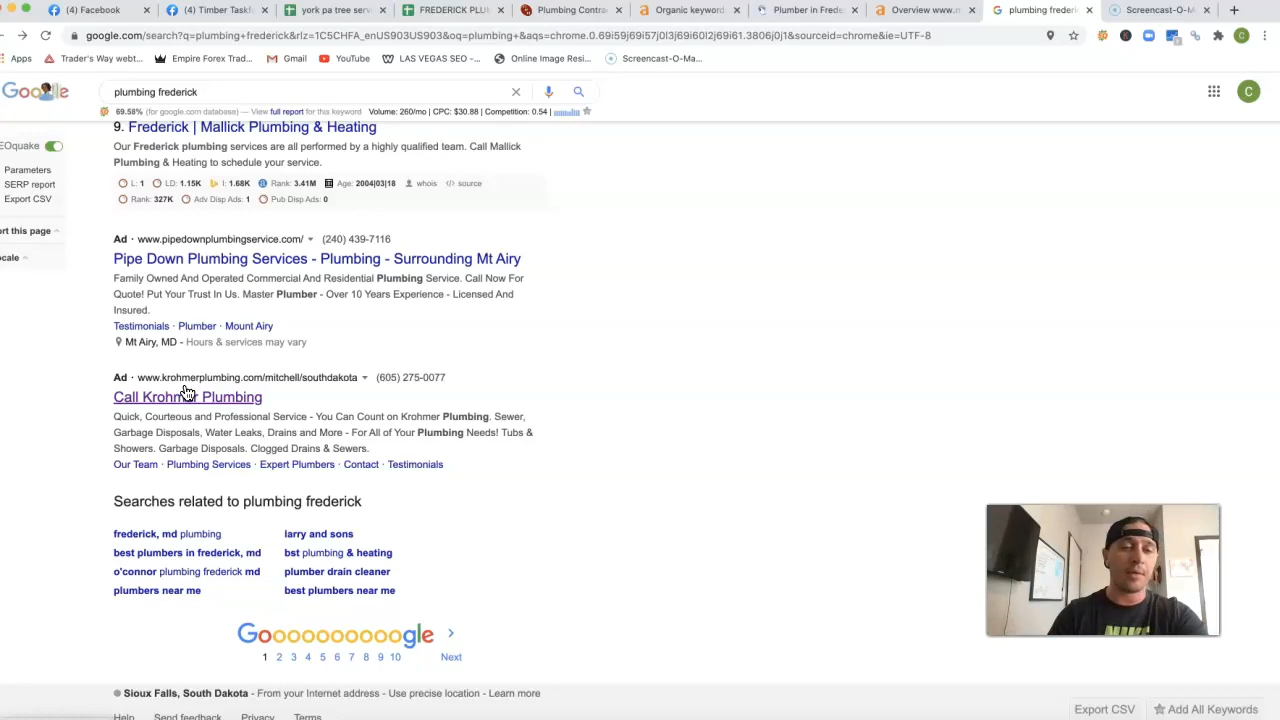 Facebook
Timber Taskf
york pa tree serv
FREDERICK PLU
Plumbing Contra
Organic keyword
Plumber in Frede
Overview www.m
plumbing frederi
Screencast-O-M
google.com/search?q=plumbing+frederick&rlz=1C5CHFA_enUS903US903&oq=plumbing+&aqs=chrome.0.69i59j69i57j0l3j69i60l2j69i61.3806j0j1&sourceid=chrome&ie=UTF-8
Apps
Trader's Way webt...
Empire Forex Trad...
Gmail
YouTube
LAS VEGAS SEO -...
Online Image Resi...
Screencast-O-Ma...
plumbing frederick
69.58% (for google.com database) — View full report for this keyword Volume: 260/mo | CPC: $30.88 | Competition: 0.54 |
EOquake
Parameters
SERP report
Export CSV
rt this page
cale
9. Frederick | Mallick Plumbing & Heating
Our Frederick plumbing services are all performed by a highly qualified team. Call Mallick
Plumbing & Heating to schedule your service.
L: 1 LD: 1.15K I: 1.68K Rank: 3.41M Age: 2004|03|18 whois source
Rank: 327K Adv Disp Ads: 1 Pub Disp Ads: 0
Ad · www.pipedownplumbingservice.com/ (240) 439-7116
Pipe Down Plumbing Services - Plumbing - Surrounding Mt Airy
Family Owned And Operated Commercial And Residential Plumbing Service. Call Now For
Quote! Put Your Trust In Us. Master Plumber - Over 10 Years Experience - Licensed And
Insured.
Testimonials · Plumber · Mount Airy
Mt Airy, MD - Hours & services may vary
Ad · www.krohmerplumbing.com/mitchell/southdakota (605) 275-0077
Call Krohmer Plumbing
Quick, Courteous and Professional Service - You Can Count on Krohmer Plumbing. Sewer,
Garbage Disposals, Water Leaks, Drains and More - For All of Your Plumbing Needs! Tubs &
Showers. Garbage Disposals. Clogged Drains & Sewers.
Our Team · Plumbing Services · Expert Plumbers · Contact · Testimonials
Searches related to plumbing frederick
frederick, md plumbing
larry and sons
best plumbers in frederick, md
bst plumbing & heating
o'connor plumbing frederick md
plumber drain cleaner
plumbers near me
best plumbers near me
Goooooooooogle
1 2 3 4 5 6 7 8 9 10 Next
Sioux Falls, South Dakota - From your Internet address - Use precise location - Learn more
Help Send feedback Privacy Terms
Export CSV
Add All Keywords